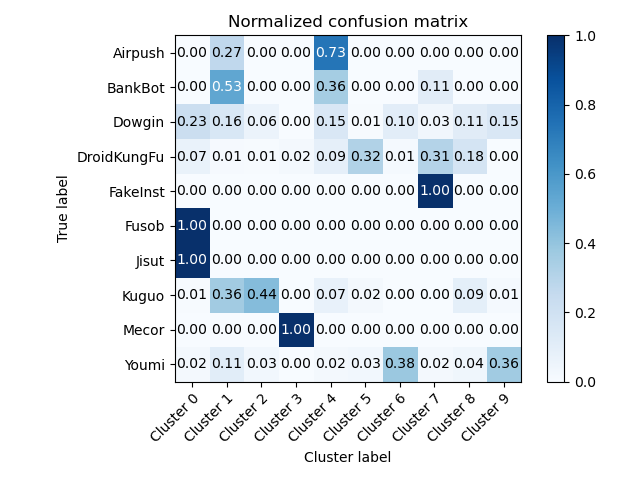 Normalized confusion matrix
True label
Airpush 0.00 0.27 0.00 0.00 0.73 0.00 0.00 0.00 0.00 0.00
BankBot 0.00 0.53 0.00 0.00 0.36 0.00 0.00 0.11 0.00 0.00
Dowgin 0.23 0.16 0.06 0.00 0.15 0.01 0.10 0.03 0.11 0.15
DroidKungFu 0.07 0.01 0.01 0.02 0.09 0.32 0.01 0.31 0.18 0.00
FakeInst 0.00 0.00 0.00 0.00 0.00 0.00 0.00 1.00 0.00 0.00
Fusob 1.00 0.00 0.00 0.00 0.00 0.00 0.00 0.00 0.00 0.00
Jisut 1.00 0.00 0.00 0.00 0.00 0.00 0.00 0.00 0.00 0.00
Kuguo 0.01 0.36 0.44 0.00 0.07 0.02 0.00 0.00 0.09 0.01
Mecor 0.00 0.00 0.00 1.00 0.00 0.00 0.00 0.00 0.00 0.00
Youmi 0.02 0.11 0.03 0.00 0.02 0.03 0.38 0.02 0.04 0.36
Cluster 0 Cluster 1 Cluster 2 Cluster 3 Cluster 4 Cluster 5 Cluster 6 Cluster 7 Cluster 8 Cluster 9
Cluster label
1.0
0.8
0.6
0.4
0.2
0.0